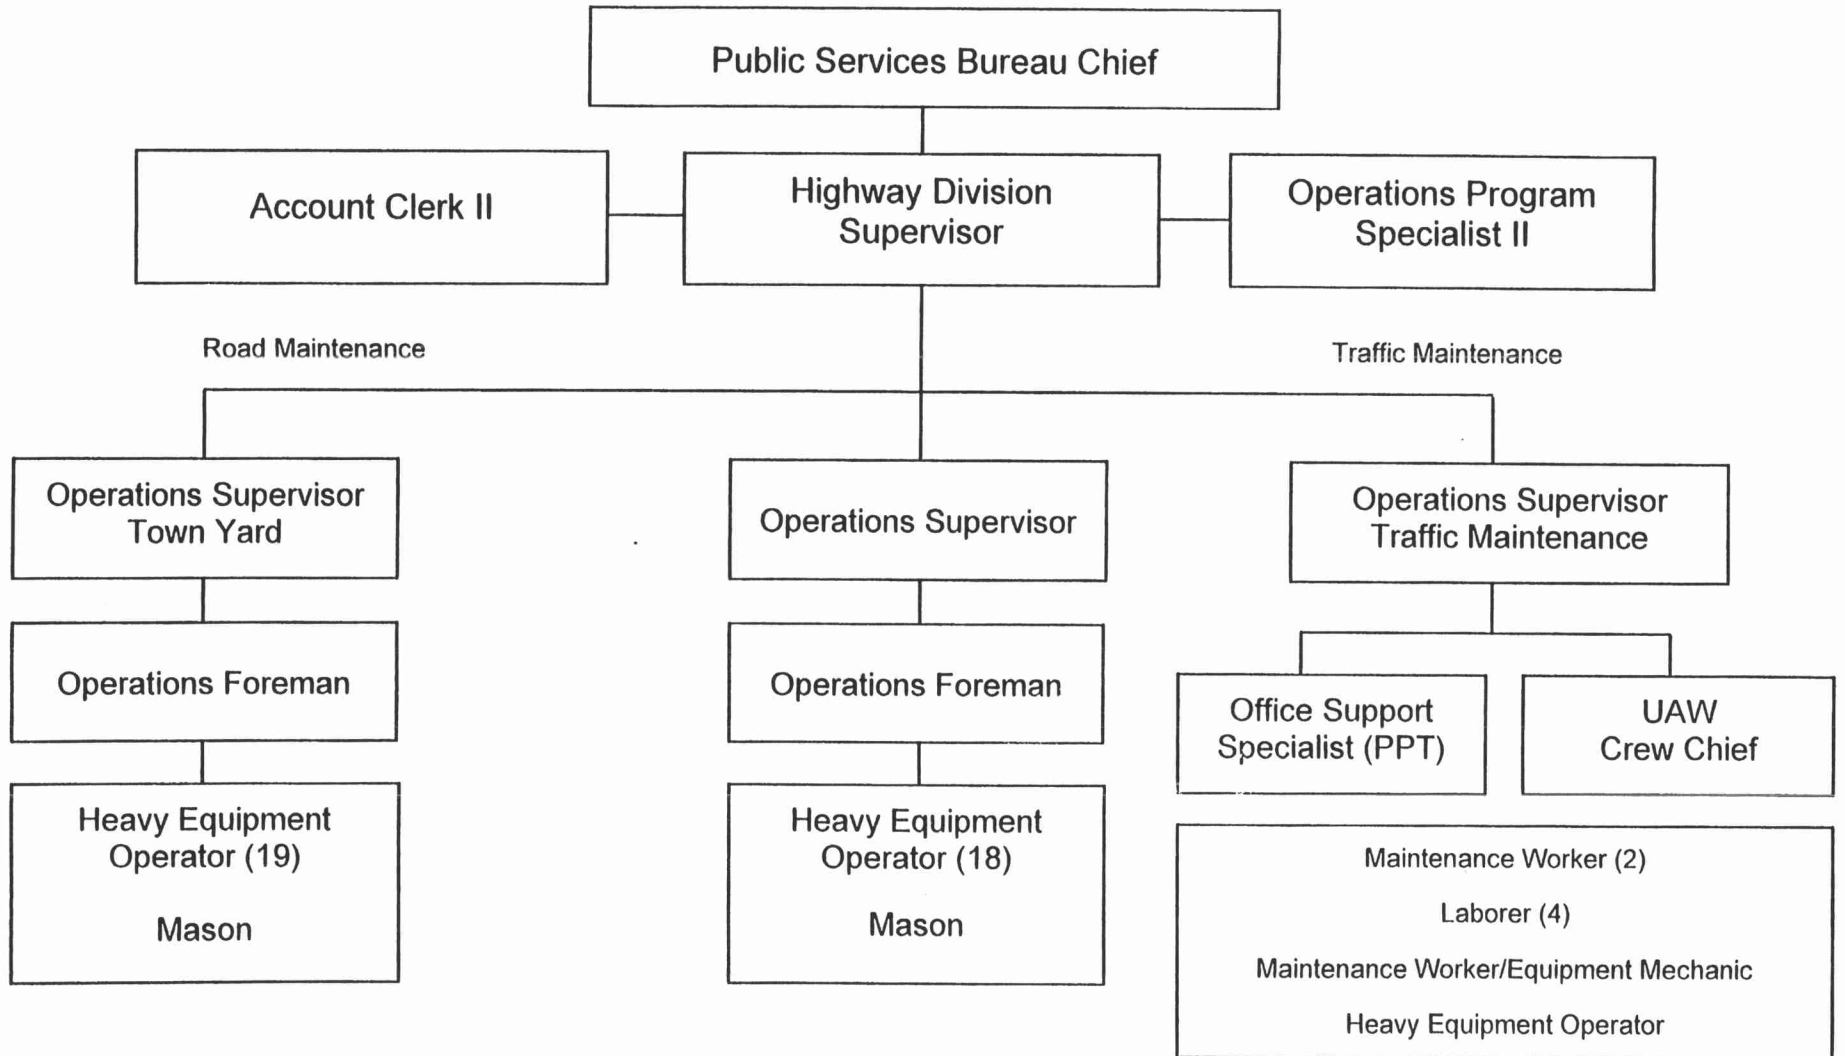 Public Services Bureau Chief
Account Clerk II
Highway Division
Supervisor
Operations Program
Specialist II
Road Maintenance
Traffic Maintenance
Operations Supervisor
Town Yard
Operations Supervisor
Operations Supervisor
Traffic Maintenance
Operations Foreman
Operations Foreman
Office Support
Specialist (PPT)
UAW
Crew Chief
Heavy Equipment
Operator (19)
Mason
Heavy Equipment
Operator (18)
Mason
Maintenance Worker (2)
Laborer (4)
Maintenance Worker/Equipment Mechanic
Heavy Equipment Operator